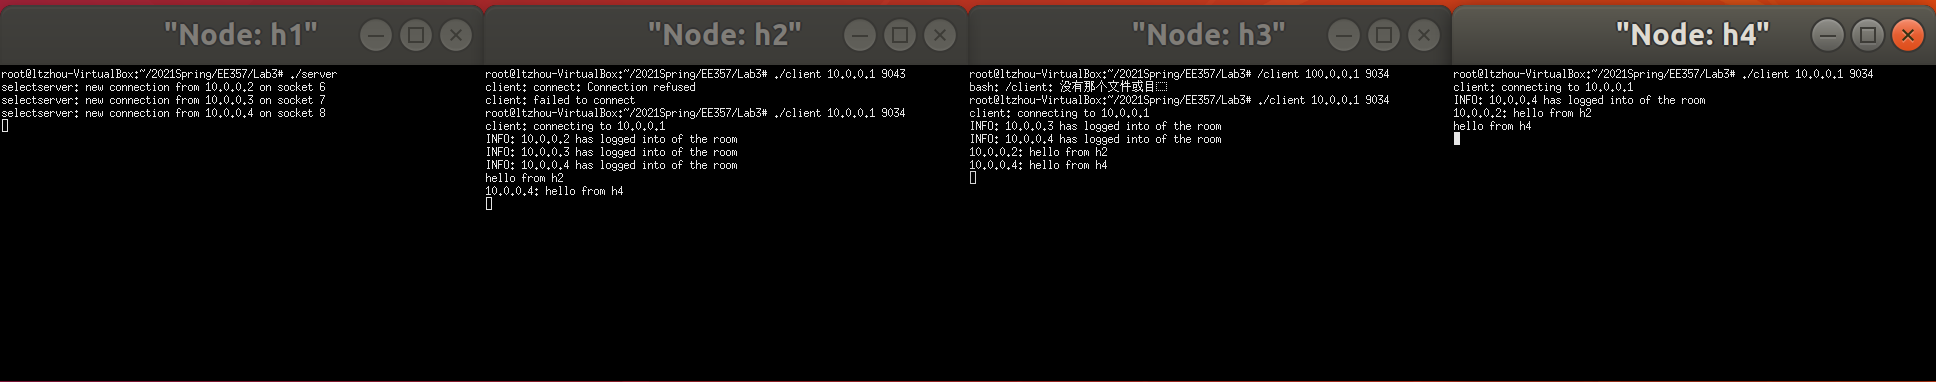 "Node: h1"
root@ltzhou-VirtualBox:~/2021Spring/EE357/Lab3# ./server
selectserver: new connection from 10.0.0.2 on socket 6
selectserver: new connection from 10.0.0.3 on socket 7
selectserver: new connection from 10.0.0.4 on socket 8
"Node: h2"
root@ltzhou-VirtualBox:~/2021Spring/EE357/Lab3# ./client 10.0.0.1 9043
client: connect: Connection refused
client: failed to connect
root@ltzhou-VirtualBox:~/2021Spring/EE357/Lab3# ./client 10.0.0.1 9034
client: connecting to 10.0.0.1
INFO: 10.0.0.2 has logged into of the room
INFO: 10.0.0.3 has logged into of the room
INFO: 10.0.0.4 has logged into of the room
hello from h2
10.0.0.4: hello from h4
"Node: h3"
root@ltzhou-VirtualBox:~/2021Spring/EE357/Lab3# /client 100.0.0.1 9034
bash: /client: 没有那个文件或目
root@ltzhou-VirtualBox:~/2021Spring/EE357/Lab3# ./client 10.0.0.1 9034
client: connecting to 10.0.0.1
INFO: 10.0.0.3 has logged into of the room
INFO: 10.0.0.4 has logged into of the room
10.0.0.2: hello from h2
10.0.0.4: hello from h4
"Node: h4"
root@ltzhou-VirtualBox:~/2021Spring/EE357/Lab3# ./client 10.0.0.1 9034
client: connecting to 10.0.0.1
INFO: 10.0.0.4 has logged into of the room
10.0.0.2: hello from h2
hello from h4